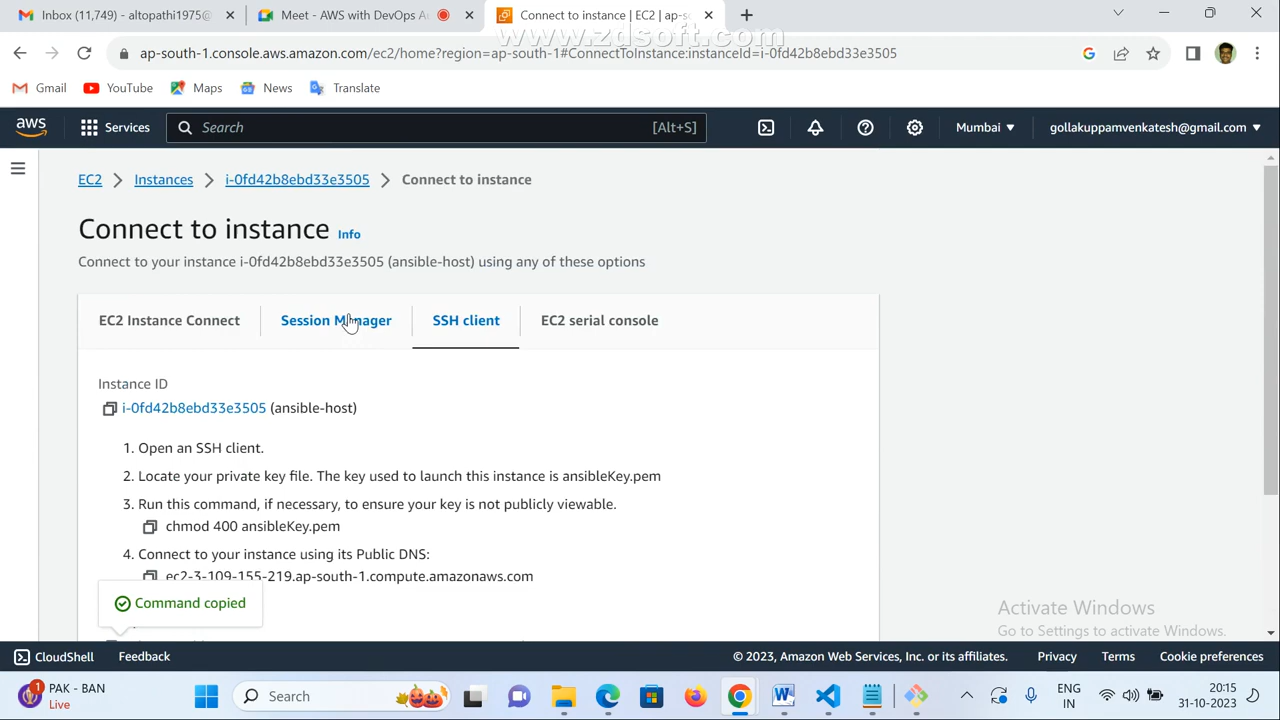 Inbox (11,749) - altopathi1975@
Meet - AWS with DevOps Au
Connect to instance | EC2 | ap-s
www.zdsoft.com
ap-south-1.console.aws.amazon.com/ec2/home?region=ap-south-1#ConnectToInstance:instanceId=i-0fd42b8ebd33e3505
Gmail YouTube Maps News Translate
aws Services Search [Alt+S] Mumbai gollakuppamvenkatesh@gmail.com
EC2 Instances i-0fd42b8ebd33e3505 Connect to instance
Connect to instance Info
Connect to your instance i-0fd42b8ebd33e3505 (ansible-host) using any of these options
EC2 Instance Connect Session Manager SSH client EC2 serial console
Instance ID
i-0fd42b8ebd33e3505 (ansible-host)
1. Open an SSH client.
2. Locate your private key file. The key used to launch this instance is ansibleKey.pem
3. Run this command, if necessary, to ensure your key is not publicly viewable.
chmod 400 ansibleKey.pem
4. Connect to your instance using its Public DNS:
ec2-3-109-155-219.ap-south-1.compute.amazonaws.com
Command copied
Activate Windows
Go to Settings to activate Windows.
CloudShell Feedback © 2023, Amazon Web Services, Inc. or its affiliates. Privacy Terms Cookie preferences
1 PAK - BAN
Live
Search
ENG
IN
20:15
31-10-2023